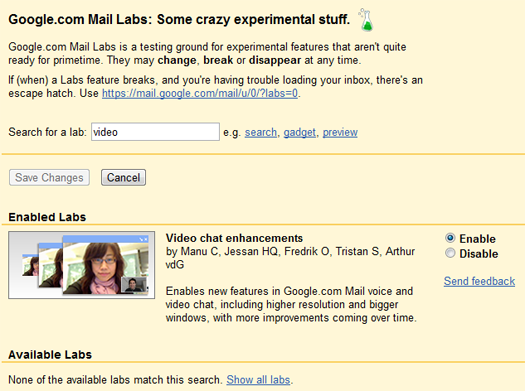 Google.com Mail Labs: Some crazy experimental stuff.
Google.com Mail Labs is a testing ground for experimental features that aren't quite
ready for primetime. They may change, break or disappear at any time.
If (when) a Labs feature breaks, and you're having trouble loading your inbox, there's an
escape hatch. Use https://mail.google.com/mail/u/0/?labs=0.
Search for a lab: video e.g. search, gadget, preview
Save Changes Cancel
Enabled Labs
Video chat enhancements
by Manu C, Jessan HQ, Fredrik O, Tristan S, Arthur
vdG
Enables new features in Google.com Mail voice and
video chat, including higher resolution and bigger
windows, with more improvements coming over time.
Enable
Disable
Send feedback
Available Labs
None of the available labs match this search. Show all labs.